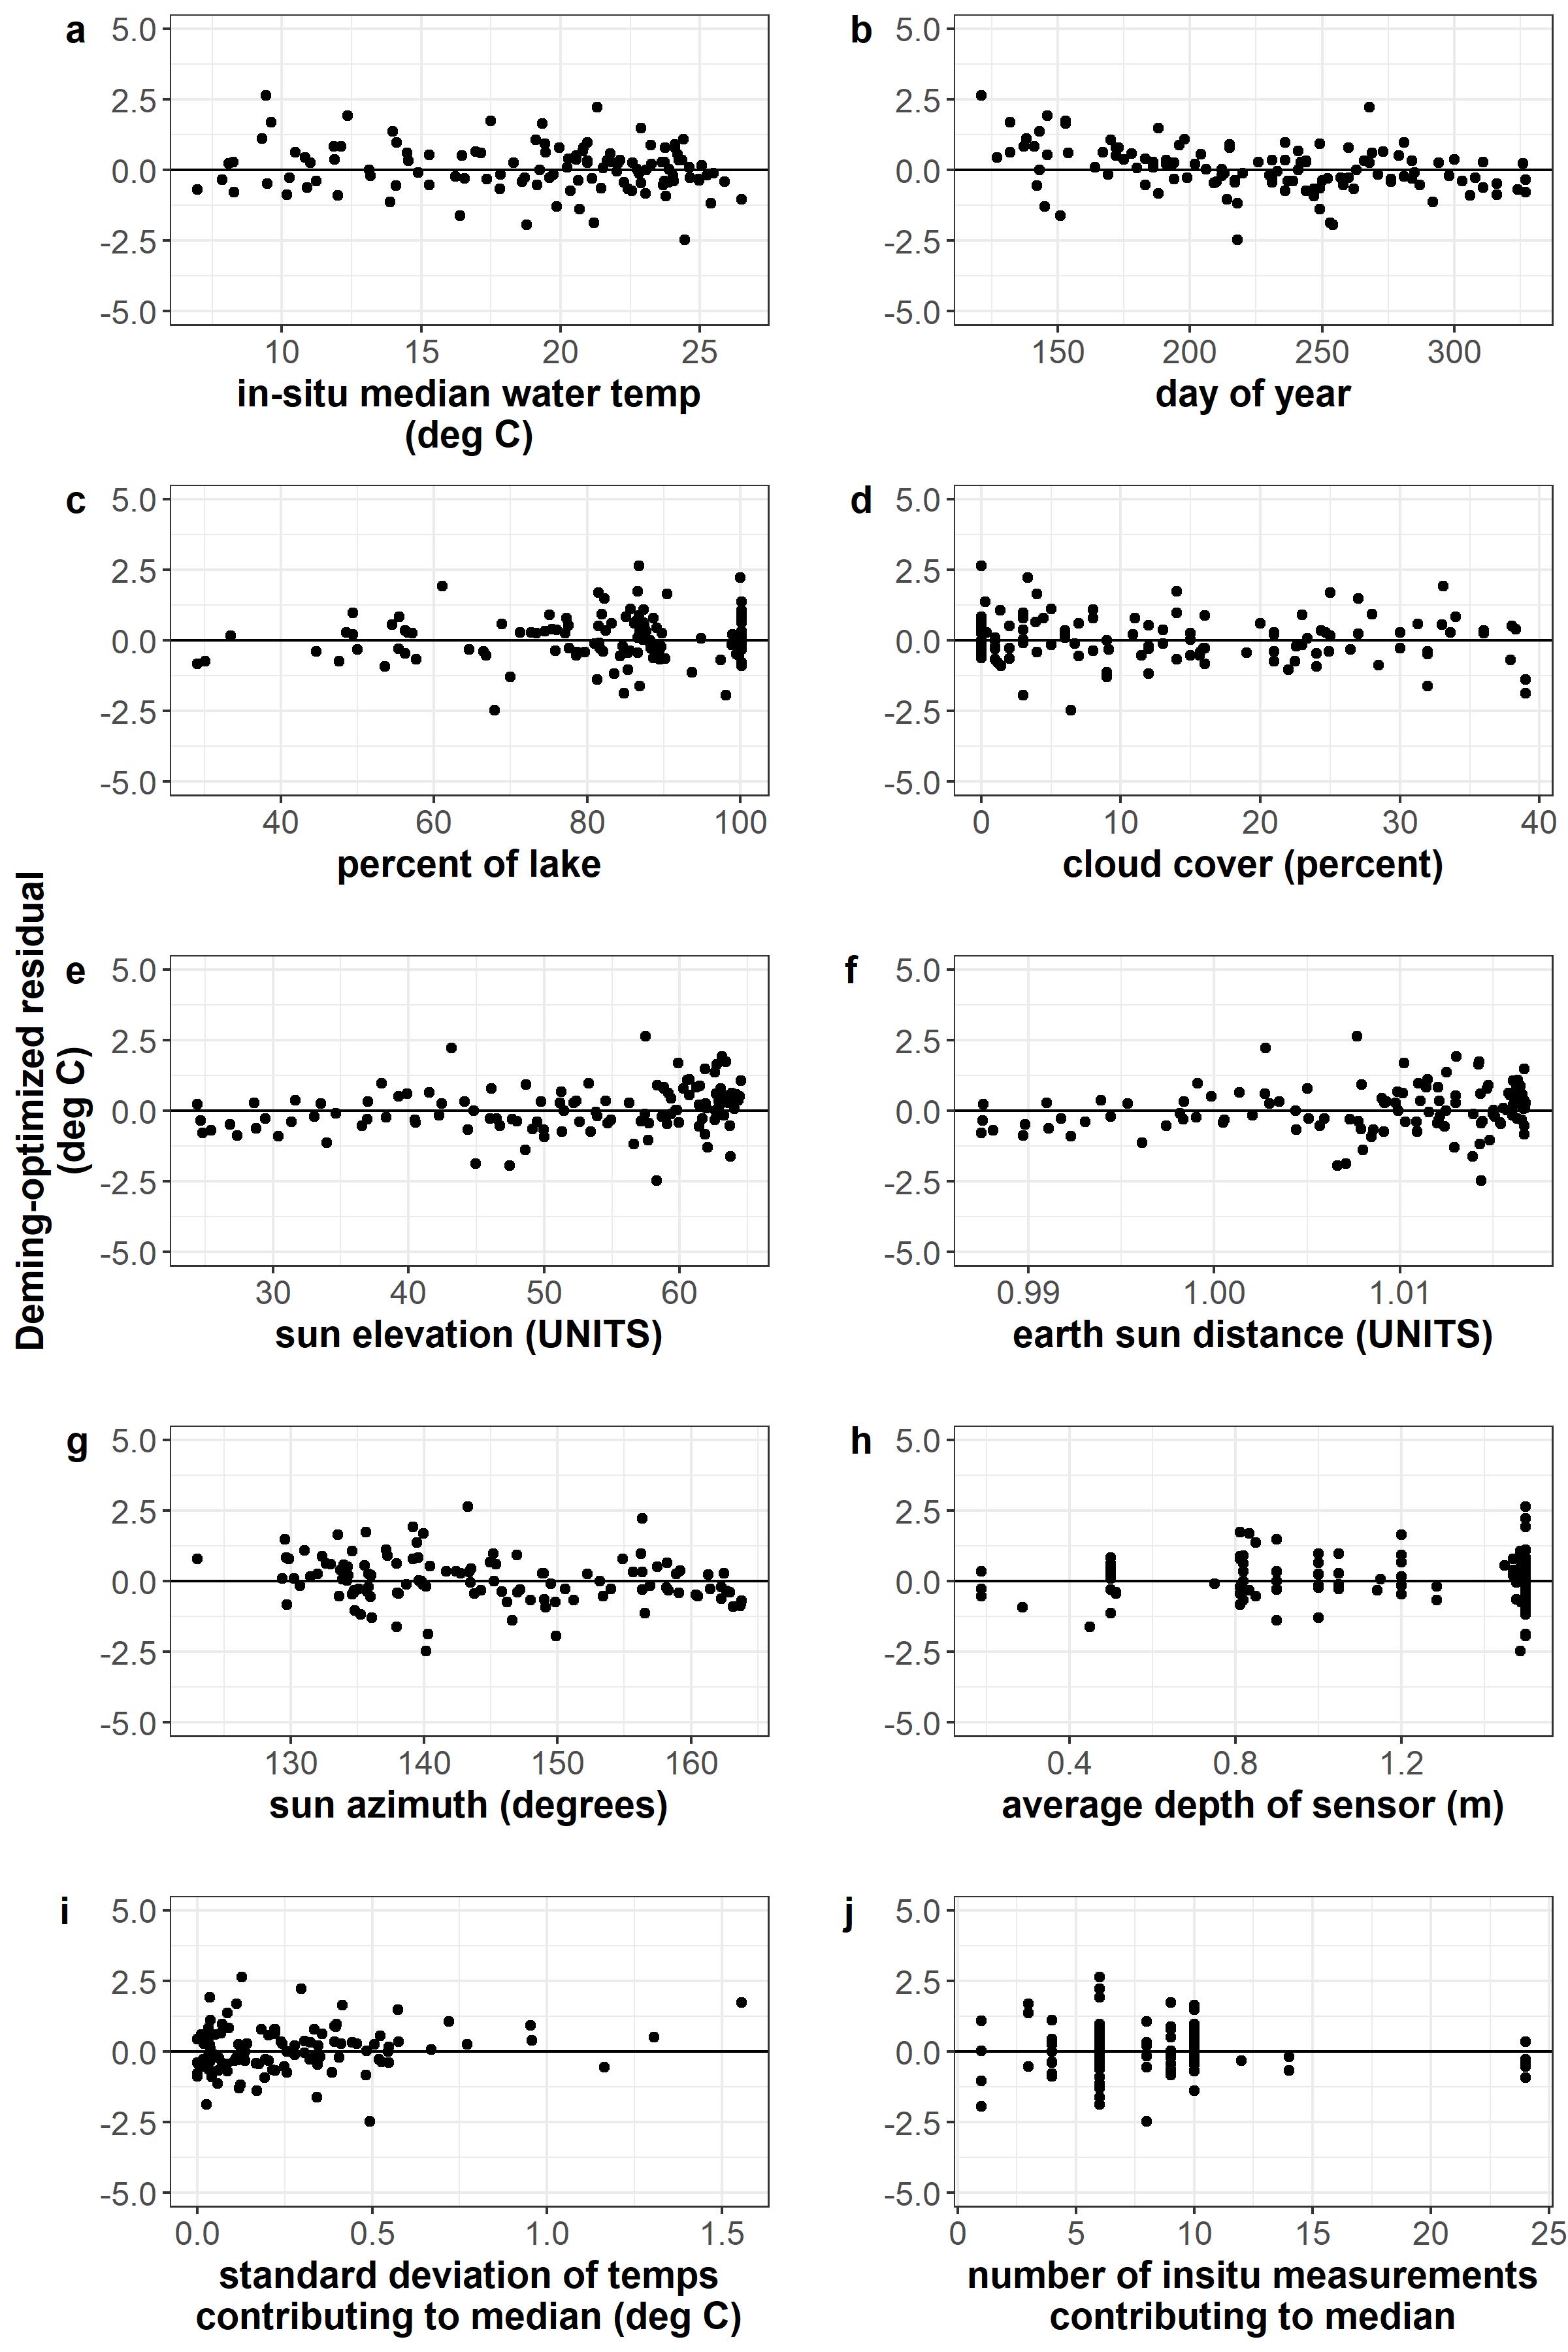 a
5.0
2.5
0.0
-2.5
-5.0
10 15 20 25
in-situ median water temp
(deg C)
b
5.0
2.5
0.0
-2.5
-5.0
150 200 250 300
day of year
c
5.0
2.5
0.0
-2.5
-5.0
40 60 80 100
percent of lake
d
5.0
2.5
0.0
-2.5
-5.0
0 10 20 30 40
cloud cover (percent)
Deming-optimized residual
(deg C)
e
5.0
2.5
0.0
-2.5
-5.0
30 40 50 60
sun elevation (UNITS)
f
5.0
2.5
0.0
-2.5
-5.0
0.99 1.00 1.01
earth sun distance (UNITS)
g
5.0
2.5
0.0
-2.5
-5.0
130 140 150 160
sun azimuth (degrees)
h
5.0
2.5
0.0
-2.5
-5.0
0.4 0.8 1.2
average depth of sensor (m)
i
5.0
2.5
0.0
-2.5
-5.0
0.0 0.5 1.0 1.5
standard deviation of temps
contributing to median (deg C)
j
5.0
2.5
0.0
-2.5
-5.0
0 5 10 15 20 25
number of insitu measurements
contributing to median